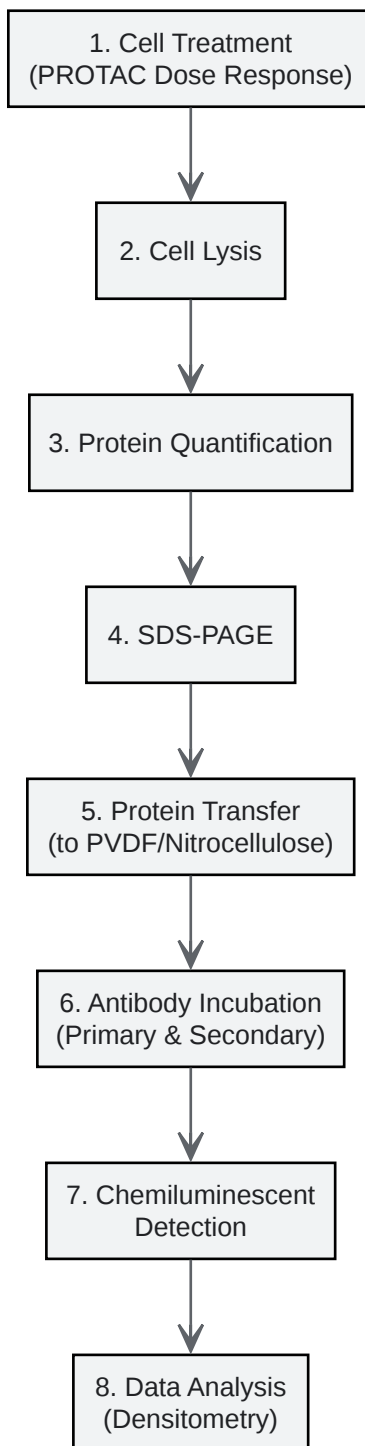 1. Cell Treatment
(PROTAC Dose Response)
2. Cell Lysis
3. Protein Quantification
4. SDS-PAGE
5. Protein Transfer
(to PVDF/Nitrocellulose)
6. Antibody Incubation
(Primary & Secondary)
7. Chemiluminescent
Detection
8. Data Analysis
(Densitometry)